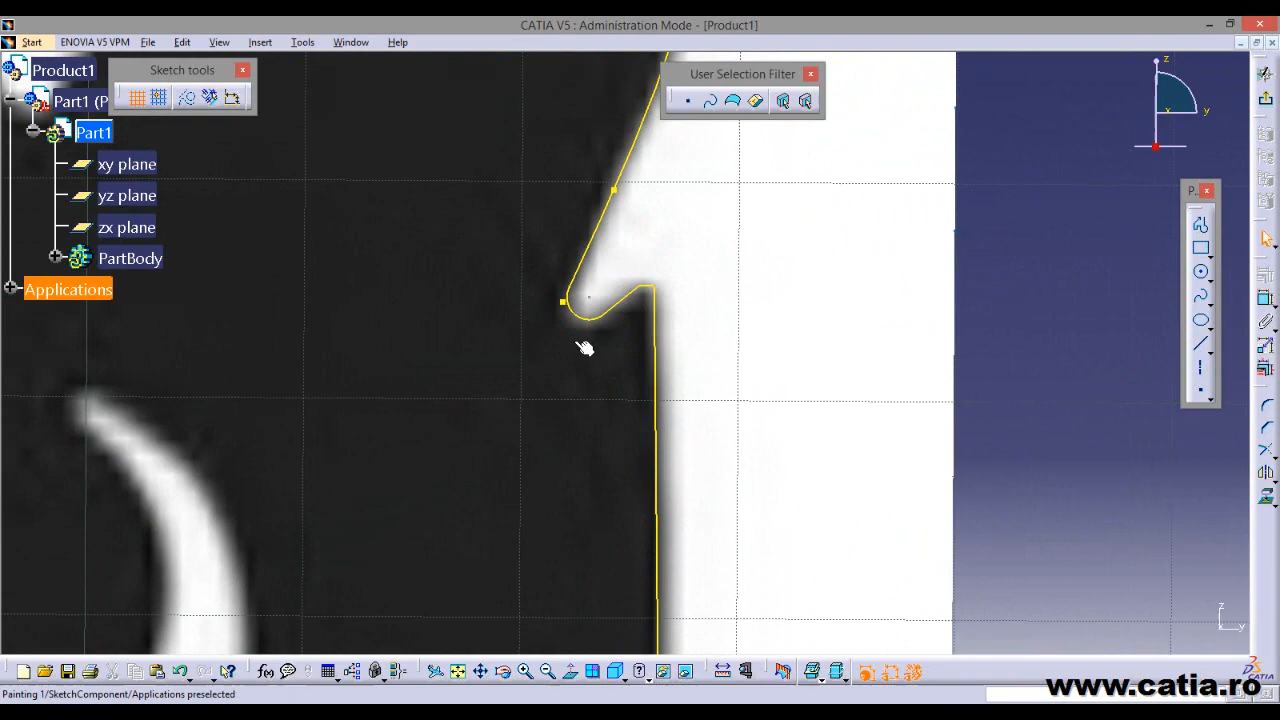 CATIA V5 : Administration Mode - [Product1]
Start ENOVIA V5 VPM File Edit View Insert Tools Window Help
Product1
Sketch tools
User Selection Filter
Part1 (P
Part1
xy plane
yz plane
zx plane
PartBody
Applications
z
x y
P..
z
x y
f(x)
Painting 1/SketchComponent/Applications preselected
CATIA
www.catia.ro